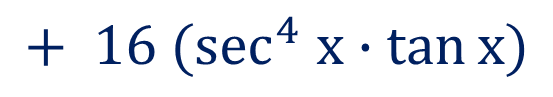 + 16 (sec⁴ x · tan x)